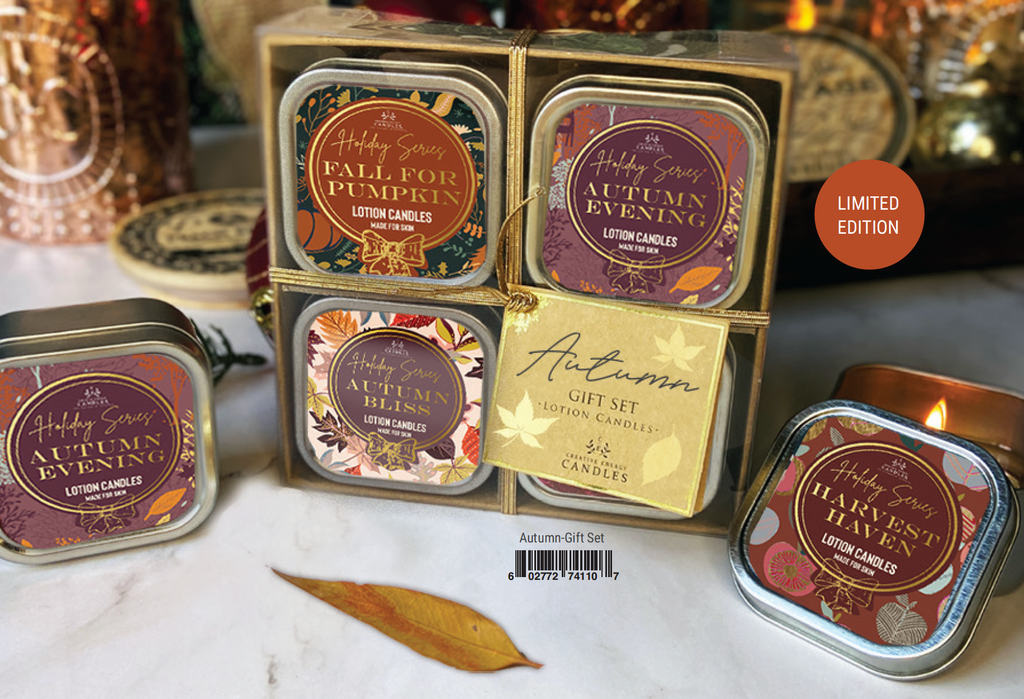 CANDLES
Holiday Series
FALL FOR
PUMPKIN
LOTION CANDLES
MADE FOR SKIN
CANDLES
Holiday Series
AUTUMN
EVENING
LOTION CANDLES
MADE FOR SKIN
LIMITED
EDITION
Holiday Series
AUTUMN
BLISS
LOTION CANDLES
MADE FOR SKIN
Autumn
GIFT SET
·LOTION CANDLES·
CREATIVE ENERGY
CANDLES
CANDLES
Holiday Series
AUTUMN
EVENING
LOTION CANDLES
MADE FOR SKIN
Holiday Series
HARVEST
HAVEN
LOTION CANDLES
MADE FOR SKIN
Autumn-Gift Set
6 02772 74110 7